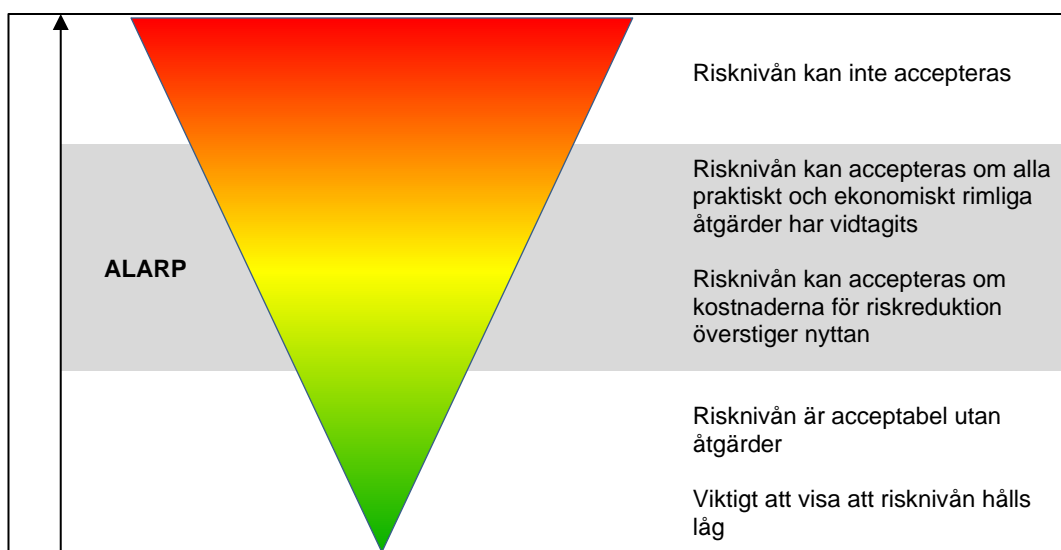 Risknivån kan inte accepteras
Risknivån kan accepteras om alla
praktiskt och ekonomiskt rimliga
åtgärder har vidtagits
ALARP
Risknivån kan accepteras om
kostnaderna för riskreduktion
överstiger nyttan
Risknivån är acceptabel utan
åtgärder
Viktigt att visa att risknivån hålls
låg